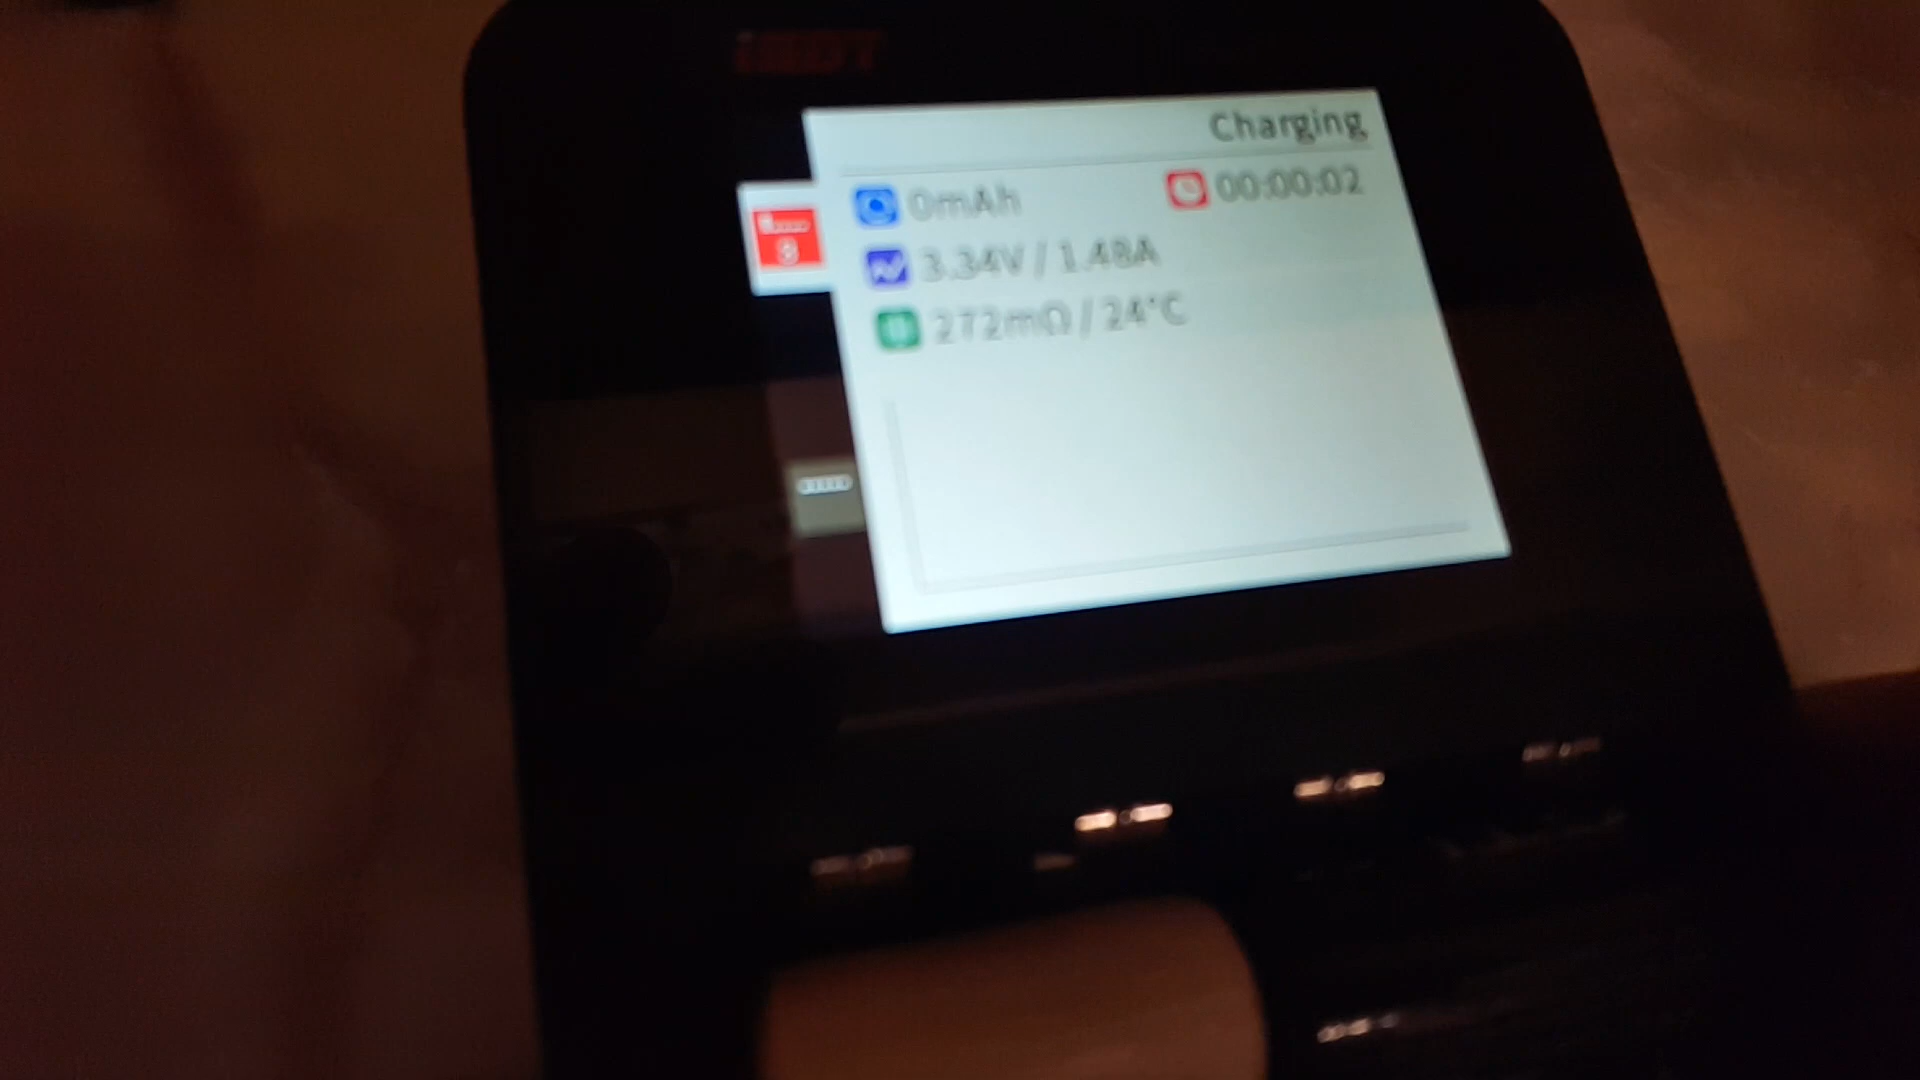 Charging
0mAh 00:00:02
3.34V / 1.48A
272mΩ / 24°C